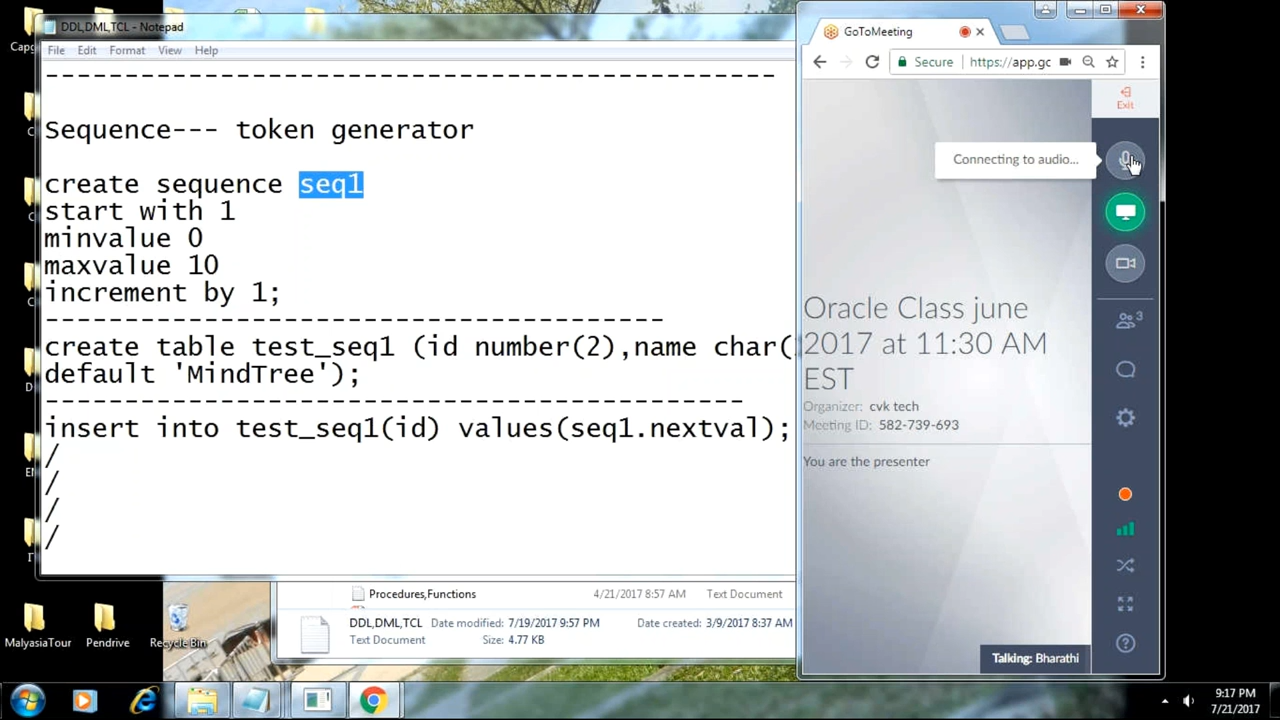 DDL,DML,TCL - Notepad
File Edit Format View Help
-----------------------------------------------
Sequence--- token generator
create sequence seq1
start with 1
minvalue 0
maxvalue 10
increment by 1;
---------------------------------------
create table test_seq1 (id number(2),name char(
default 'MindTree');
--------------------------------------------
insert into test_seq1(id) values(seq1.nextval);
/
/
/
/
Procedures,Functions 4/21/2017 8:57 AM Text Document
DDL,DML,TCL Date modified: 7/19/2017 9:57 PM Date created: 3/9/2017 8:37 AM
Text Document Size: 4.77 KB
GoToMeeting
Secure https://app.gc
Exit
Connecting to audio...
Oracle Class june
2017 at 11:30 AM
EST
Organizer: cvk tech
Meeting ID: 582-739-693
You are the presenter
3
Talking: Bharathi
MalyasiaTour Pendrive Recycle Bin
9:17 PM
7/21/2017